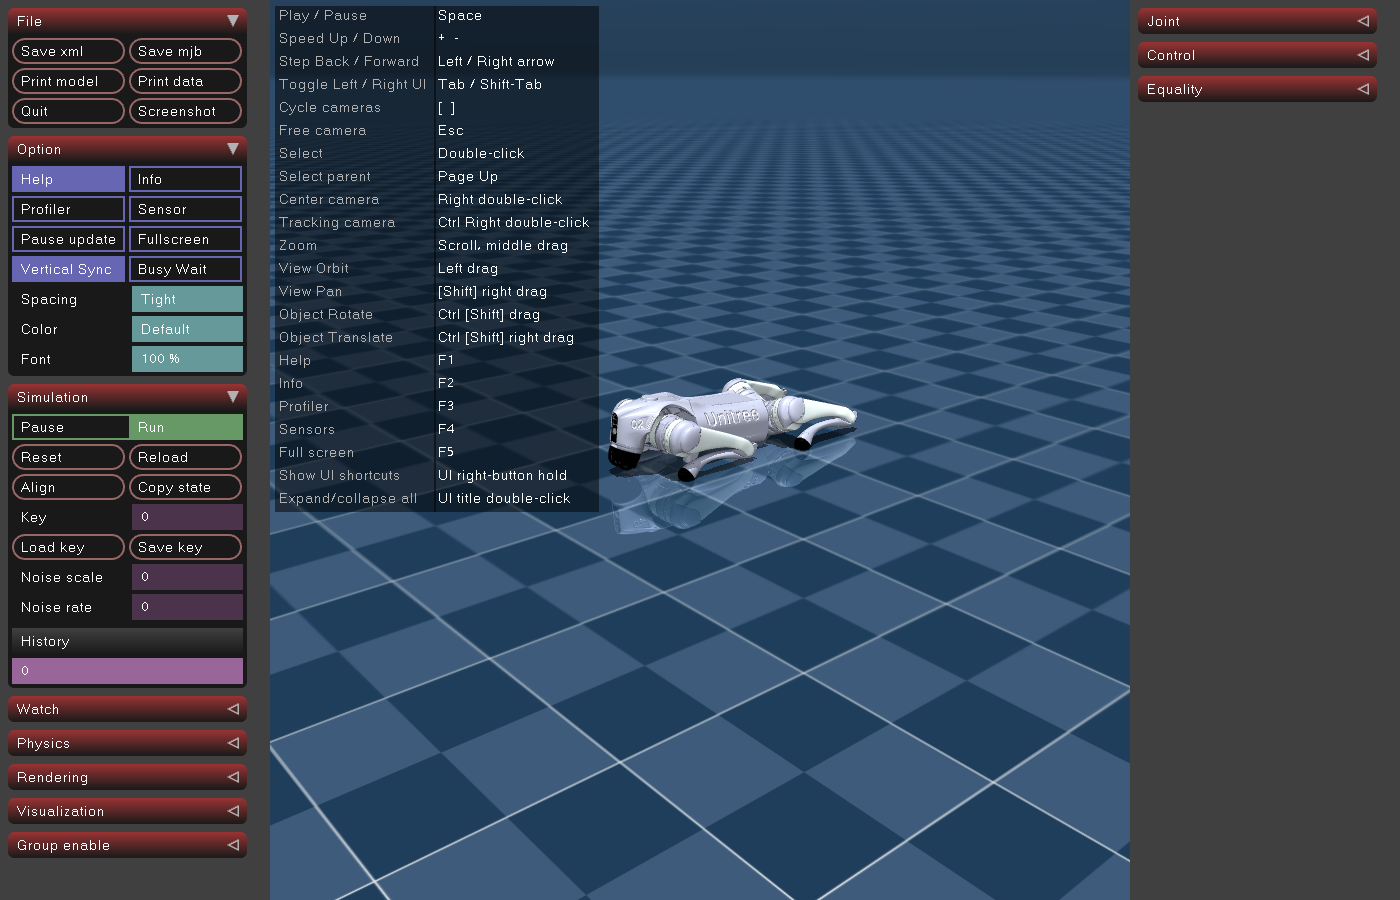 File
Save xml Save mjb
Print model Print data
Quit Screenshot
Option
Help Info
Profiler Sensor
Pause update Fullscreen
Vertical Sync Busy Wait
Spacing Tight
Color Default
Font 100 %
Simulation
Pause Run
Reset Reload
Align Copy state
Key 0
Load key Save key
Noise scale 0
Noise rate 0
History
0
Watch
Physics
Rendering
Visualization
Group enable
Play / Pause Space
Speed Up / Down + -
Step Back / Forward Left / Right arrow
Toggle Left / Right UI Tab / Shift-Tab
Cycle cameras [ ]
Free camera Esc
Select Double-click
Select parent Page Up
Center camera Right double-click
Tracking camera Ctrl Right double-click
Zoom Scroll, middle drag
View Orbit Left drag
View Pan [Shift] right drag
Object Rotate Ctrl [Shift] drag
Object Translate Ctrl [Shift] right drag
Help F1
Info F2
Profiler F3
Sensors F4
Full screen F5
Show UI shortcuts UI right-button hold
Expand/collapse all UI title double-click
02 Unitree
Joint
Control
Equality